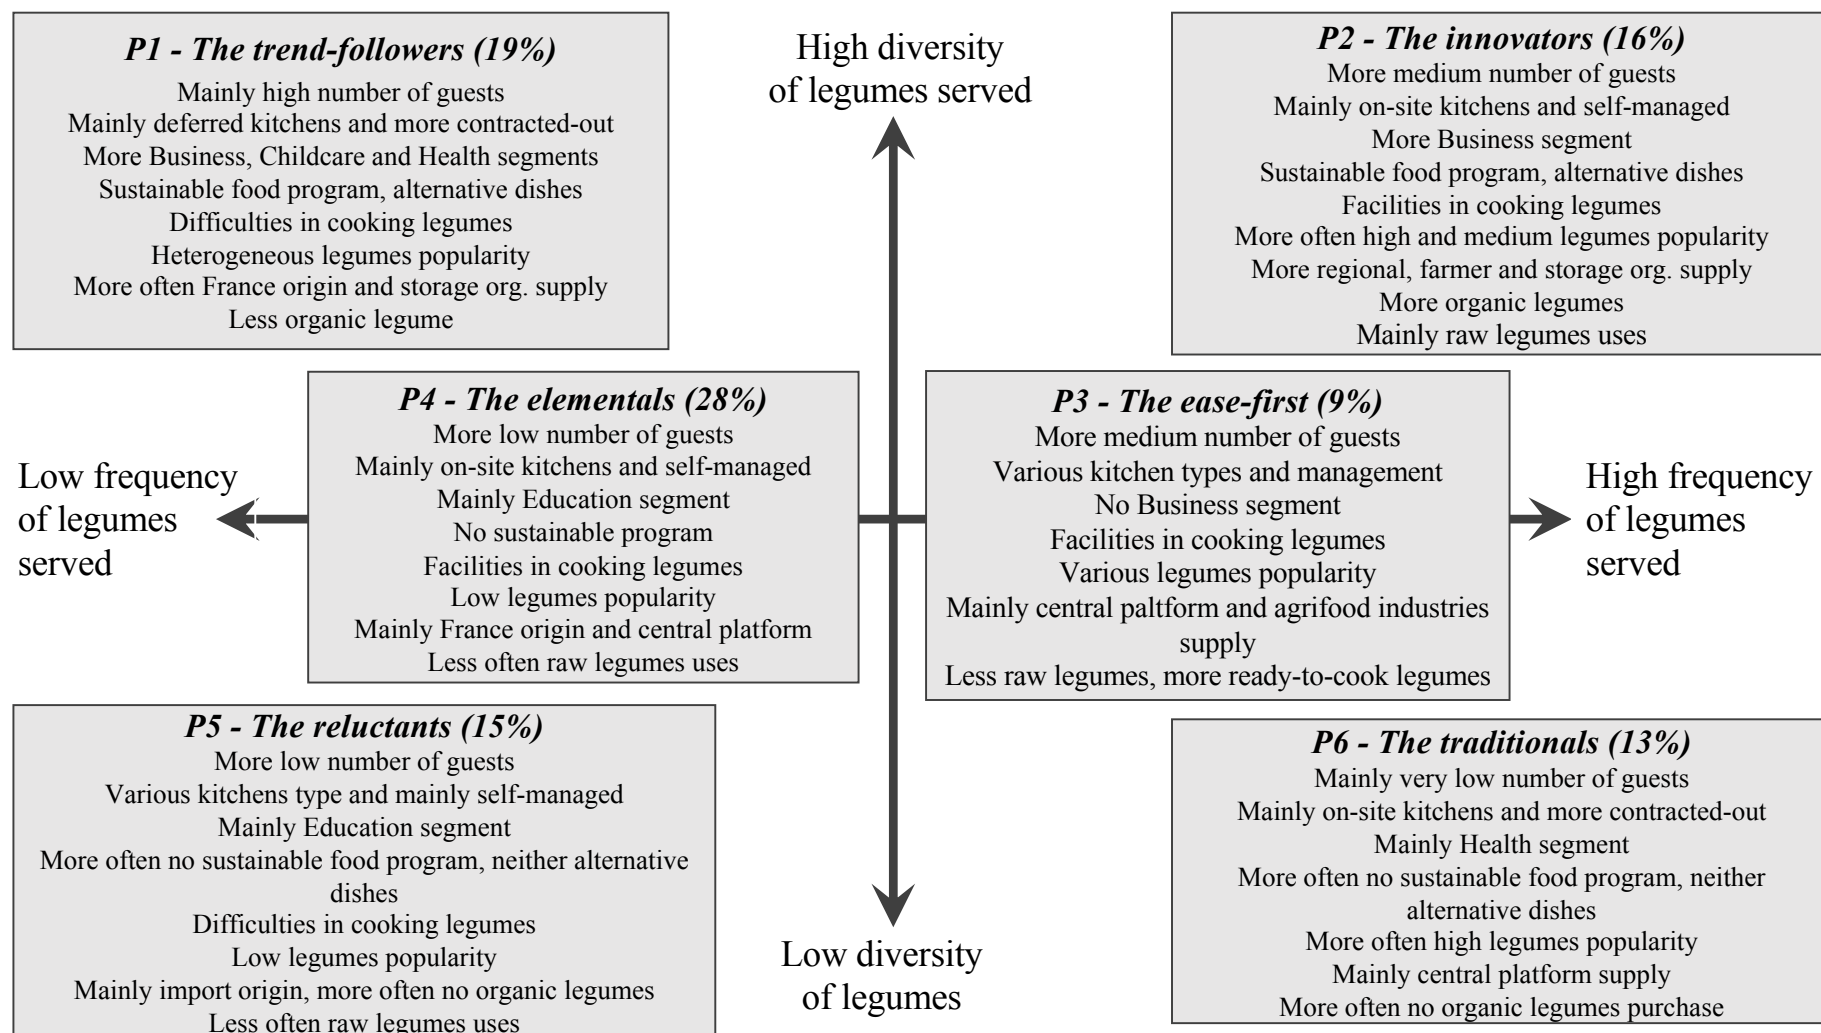 P1 - The trend-followers (19%)
Mainly high number of guests
Mainly deferred kitchens and more contracted-out
More Business, Childcare and Health segments
Sustainable food program, alternative dishes
Difficulties in cooking legumes
Heterogeneous legumes popularity
More often France origin and storage org. supply
Less organic legume
High diversity
of legumes served
P2 - The innovators (16%)
More medium number of guests
Mainly on-site kitchens and self-managed
More Business segment
Sustainable food program, alternative dishes
Facilities in cooking legumes
More often high and medium legumes popularity
More regional, farmer and storage org. supply
More organic legumes
Mainly raw legumes uses
Low frequency
of legumes
served
P4 - The elementals (28%)
More low number of guests
Mainly on-site kitchens and self-managed
Mainly Education segment
No sustainable program
Facilities in cooking legumes
Low legumes popularity
Mainly France origin and central platform
Less often raw legumes uses
P3 - The ease-first (9%)
More medium number of guests
Various kitchen types and management
No Business segment
Facilities in cooking legumes
Various legumes popularity
Mainly central paltform and agrifood industries
supply
Less raw legumes, more ready-to-cook legumes
High frequency
of legumes
served
P5 - The reluctants (15%)
More low number of guests
Various kitchens type and mainly self-managed
Mainly Education segment
More often no sustainable food program, neither alternative
dishes
Difficulties in cooking legumes
Low legumes popularity
Mainly import origin, more often no organic legumes
Less often raw legumes uses
Low diversity
of legumes
P6 - The traditionals (13%)
Mainly very low number of guests
Mainly on-site kitchens and more contracted-out
Mainly Health segment
More often no sustainable food program, neither
alternative dishes
More often high legumes popularity
Mainly central platform supply
More often no organic legumes purchase